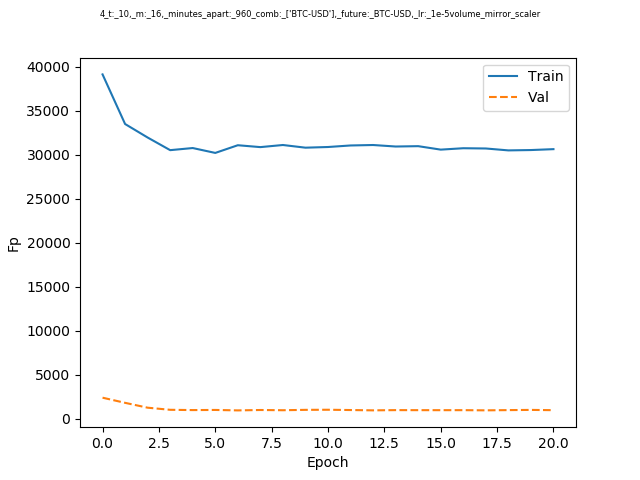 4_t:_10,_m:_16,_minutes_apart:_960_comb:_['BTC-USD'],_future:_BTC-USD,_lr:_1e-5volume_mirror_scaler
Train
Val
40000
35000
30000
25000
20000
15000
10000
5000
0
Fp
0.0 2.5 5.0 7.5 10.0 12.5 15.0 17.5 20.0
Epoch